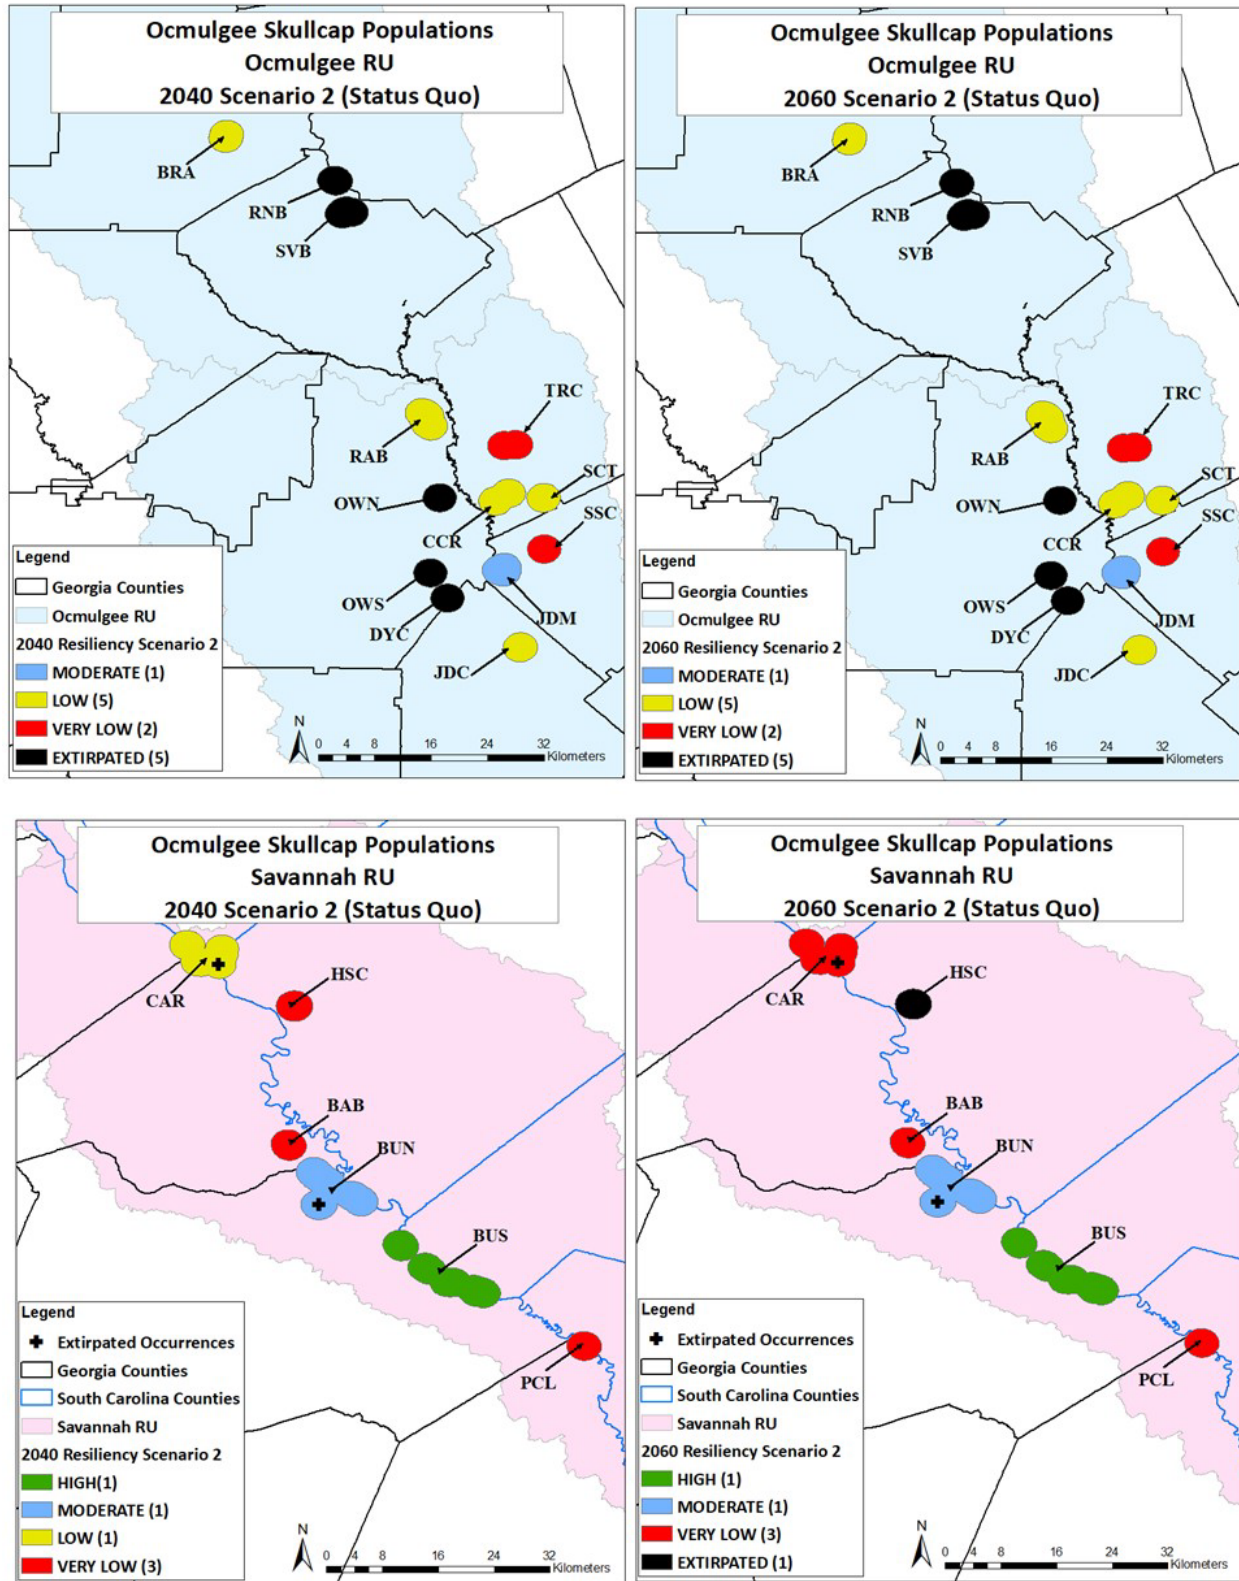 Ocmulgee Skullcap Populations
Ocmulgee RU
2040 Scenario 2 (Status Quo)
BRA
RNB
SVB
TRC
RAB
SCT
OWN
SSC
CCR
OWS
JDM
DYC
JDC
Legend
Georgia Counties
Ocmulgee RU
2040 Resiliency Scenario 2
MODERATE (1)
LOW (5)
VERY LOW (2)
EXTIRPATED (5)
N
0 4 8 16 24 32
Kilometers
Ocmulgee Skullcap Populations
Ocmulgee RU
2060 Scenario 2 (Status Quo)
BRA
RNB
SVB
TRC
RAB
SCT
OWN
SSC
CCR
OWS
JDM
DYC
JDC
Legend
Georgia Counties
Ocmulgee RU
2060 Resiliency Scenario 2
MODERATE (1)
LOW (5)
VERY LOW (2)
EXTIRPATED (5)
N
0 4 8 16 24 32
Kilometers
Ocmulgee Skullcap Populations
Savannah RU
2040 Scenario 2 (Status Quo)
CAR
HSC
BAB
BUN
BUS
PCL
Legend
Extirpated Occurrences
Georgia Counties
South Carolina Counties
Savannah RU
2040 Resiliency Scenario 2
HIGH(1)
MODERATE (1)
LOW (1)
VERY LOW (3)
N
0 4 8 16 24 32
Kilometers
Ocmulgee Skullcap Populations
Savannah RU
2060 Scenario 2 (Status Quo)
CAR
HSC
BAB
BUN
BUS
PCL
Legend
Extirpated Occurrences
Georgia Counties
South Carolina Counties
Savannah RU
2060 Resiliency Scenario 2
HIGH (1)
MODERATE (1)
VERY LOW (3)
EXTIRPATED (1)
N
0 4 8 16 24 32
Kilometers